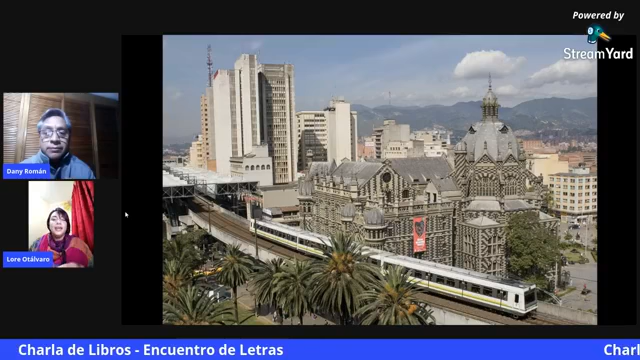 Powered by
StreamYard
Dany Román
Lore Otálvaro
Charla de Libros - Encuentro de Letras
Charl